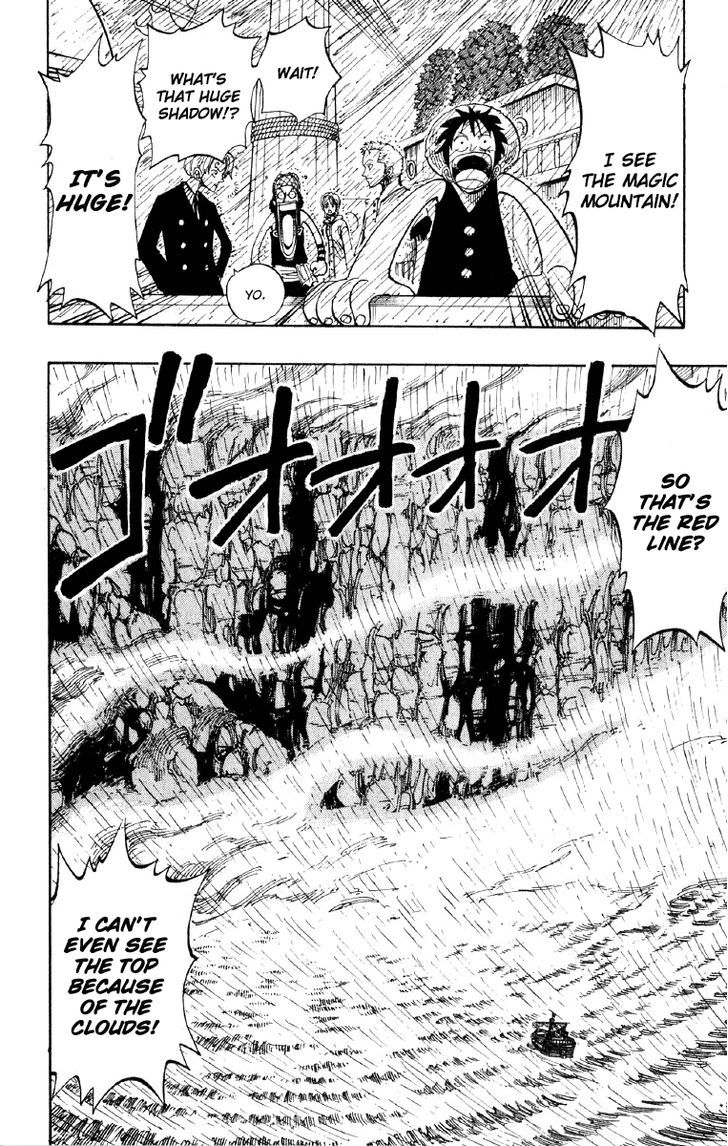 I SEE
THE MAGIC
MOUNTAIN!
WAIT!
WHAT'S
THAT HUGE
SHADOW!?
YO.
IT'S
HUGE!
SO
THAT'S
THE RED
LINE?
ゴオオオオ
I CAN'T
EVEN SEE
THE TOP
BECAUSE
OF THE
CLOUDS!